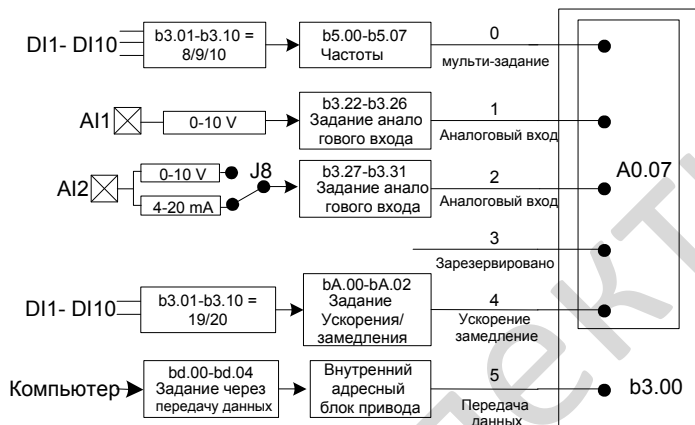 DI1- DI10
b3.01-b3.10 =
8/9/10
b5.00-b5.07
Частоты
0
мульти-задание
AI1
0-10 V
b3.22-b3.26
Задание анало
гового входа
1
Аналоговый вход
AI2
0-10 V
4-20 mA
J8
b3.27-b3.31
Задание анало
гового входа
2
Аналоговый вход
A0.07
3
Зарезервировано
DI1- DI10
b3.01-b3.10 =
19/20
bA.00-bA.02
Задание
Ускорения/
замедления
4
Ускорение
замедление
Компьютер
bd.00-bd.04
Задание через
передачу данных
Внутренний
адресный
блок привода
5
Передача
данных
b3.00